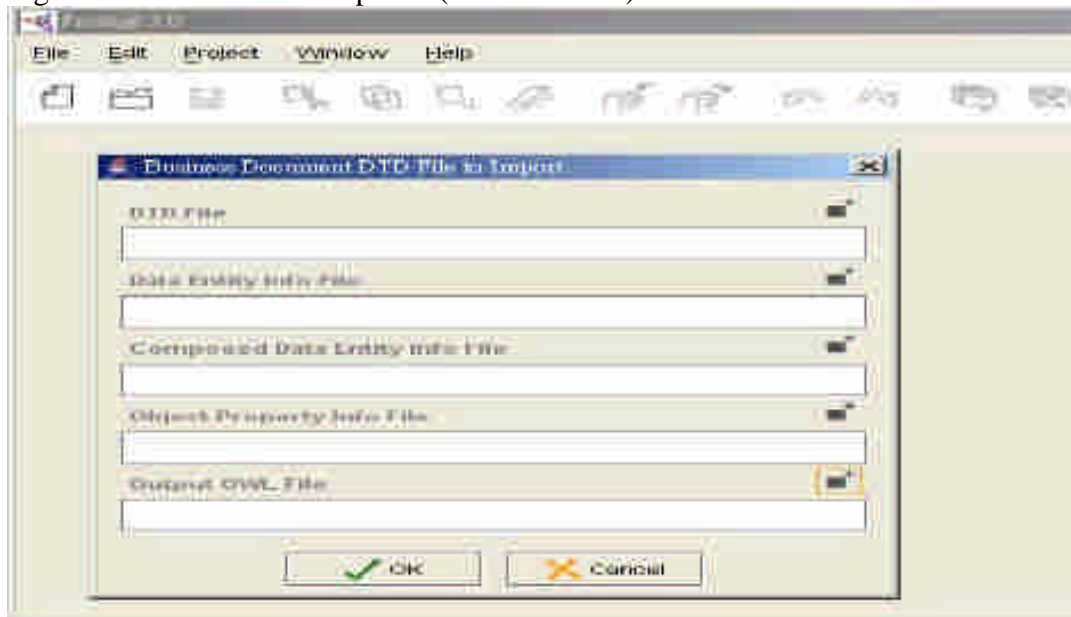 File Edit Project Window Help
Business Document DTD File to Import
DTD File
Data Entity Info File
Composed Data Entity Info File
Object Property Info File
Output OWL File
OK Cancel